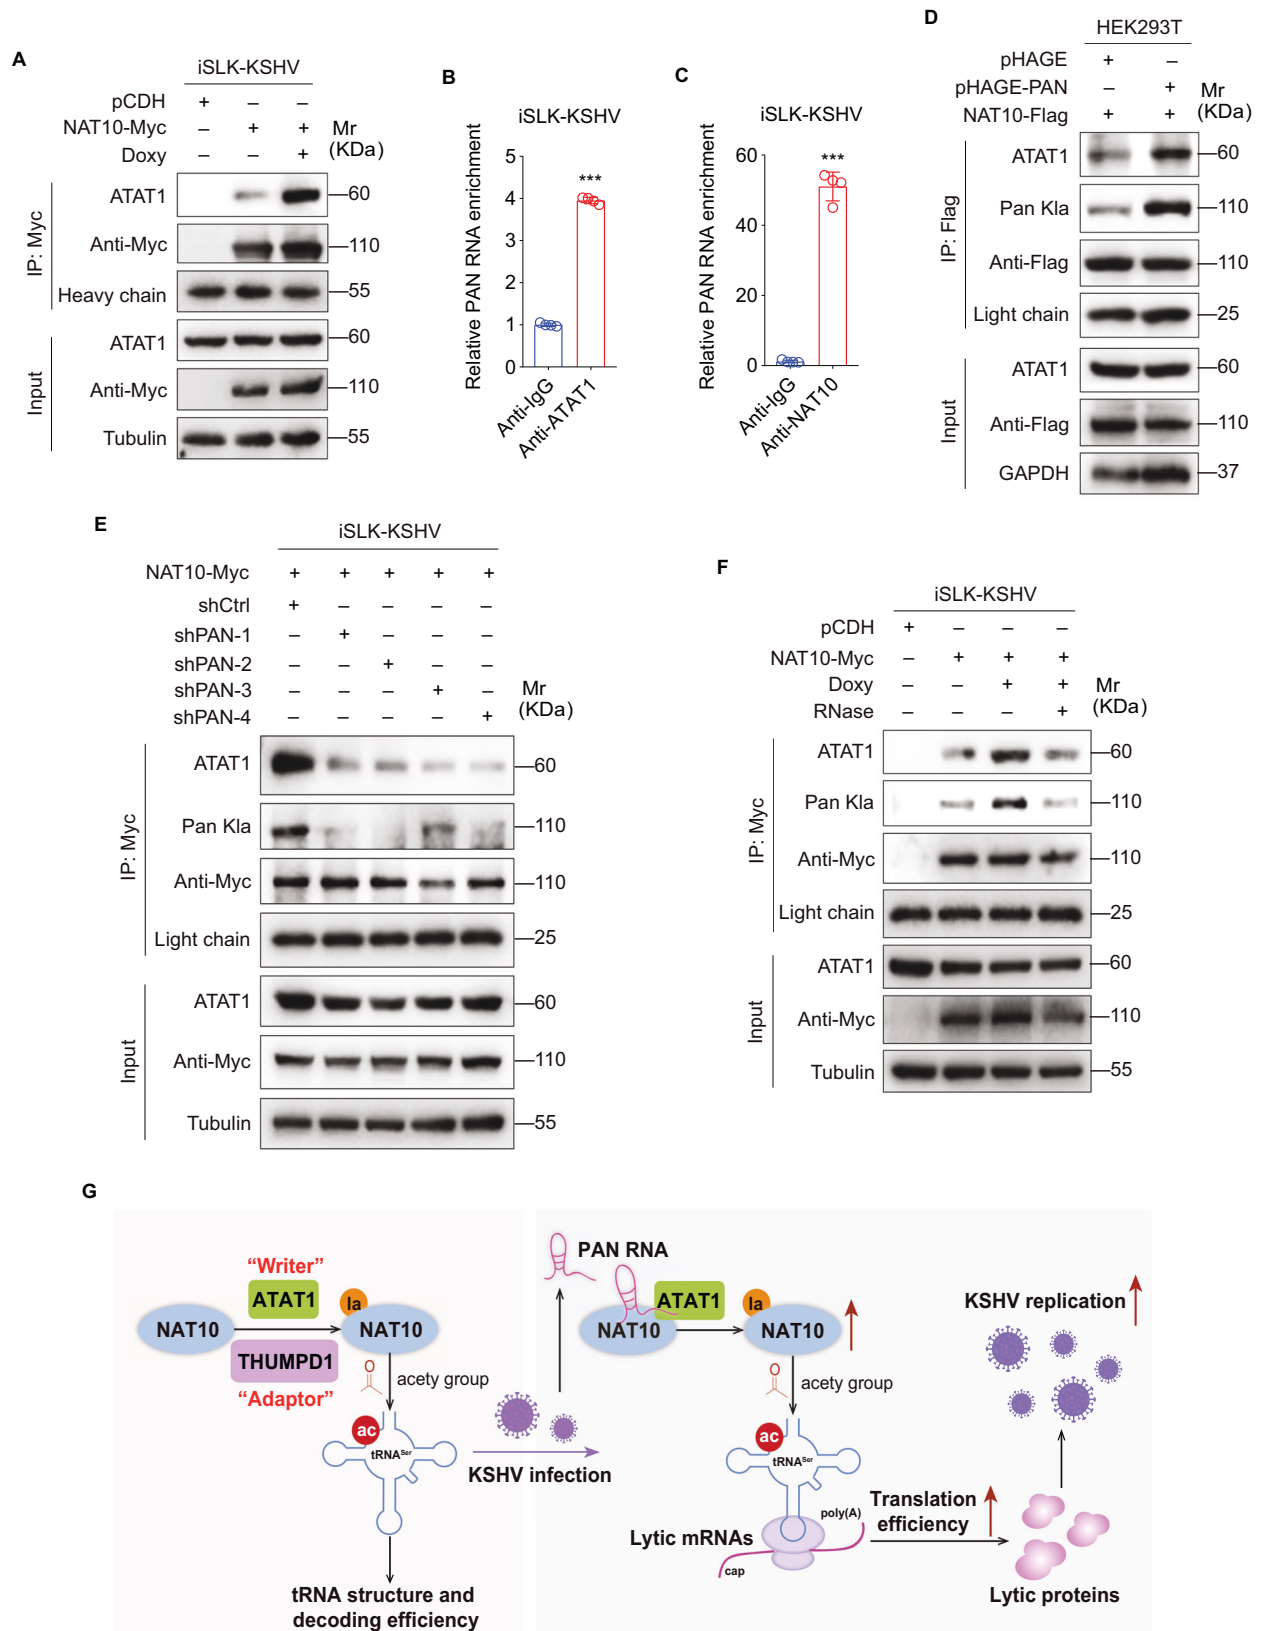 A
iSLK-KSHV
pCDH + – –
NAT10-Myc – + +
Doxy – – +
Mr
(KDa)
IP: Myc
ATAT1 60
Anti-Myc 110
Heavy chain 55
Input
ATAT1 60
Anti-Myc 110
Tubulin 55
B
iSLK-KSHV
Relative PAN RNA enrichment
5
4
3
2
1
0
***
Anti-IgG
Anti-ATAT1
C
iSLK-KSHV
Relative PAN RNA enrichment
60
40
20
0
***
Anti-IgG
Anti-NAT10
D
HEK293T
pHAGE + –
pHAGE-PAN – +
NAT10-Flag + +
Mr
(KDa)
IP: Flag
ATAT1 60
Pan Kla 110
Anti-Flag 110
Light chain 25
Input
ATAT1 60
Anti-Flag 110
GAPDH 37
E
iSLK-KSHV
NAT10-Myc + + + + +
shCtrl + – – – –
shPAN-1 – + – – –
shPAN-2 – – + – –
shPAN-3 – – – + –
shPAN-4 – – – – +
Mr
(KDa)
IP: Myc
ATAT1 60
Pan Kla 110
Anti-Myc 110
Light chain 25
Input
ATAT1 60
Anti-Myc 110
Tubulin 55
F
iSLK-KSHV
pCDH + – – –
NAT10-Myc – + + +
Doxy – – + +
RNase – – – +
Mr
(KDa)
IP: Myc
ATAT1 60
Pan Kla 110
Anti-Myc 110
Light chain 25
Input
ATAT1 60
Anti-Myc 110
Tubulin 55
G
“Writer”
ATAT1
NAT10
la
NAT10
THUMPD1
“Adaptor”
O
acety group
ac
tRNASer
tRNA structure and
decoding efficiency
KSHV infection
PAN RNA
ATAT1
NAT10
la
NAT10
O
acety group
ac
tRNASer
Lytic mRNAs
cap
poly(A)
Translation
efficiency
Lytic proteins
KSHV replication